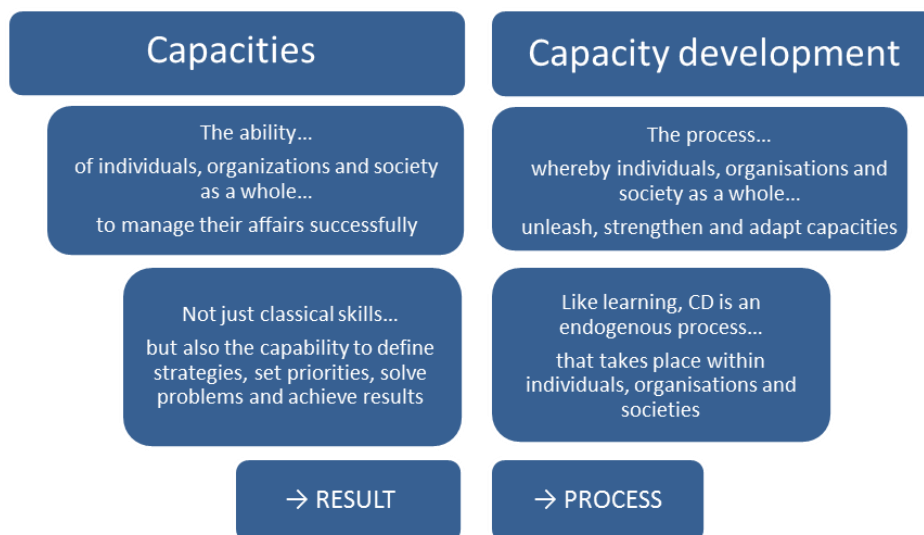 Capacities
The ability...
of individuals, organizations and society
as a whole...
to manage their affairs successfully
Not just classical skills...
but also the capability to define
strategies, set priorities, solve
problems and achieve results
→ RESULT
Capacity development
The process...
whereby individuals, organisations and
society as a whole...
unleash, strengthen and adapt capacities
Like learning, CD is an
endogenous process...
that takes place within
individuals, organisations and
societies
→ PROCESS